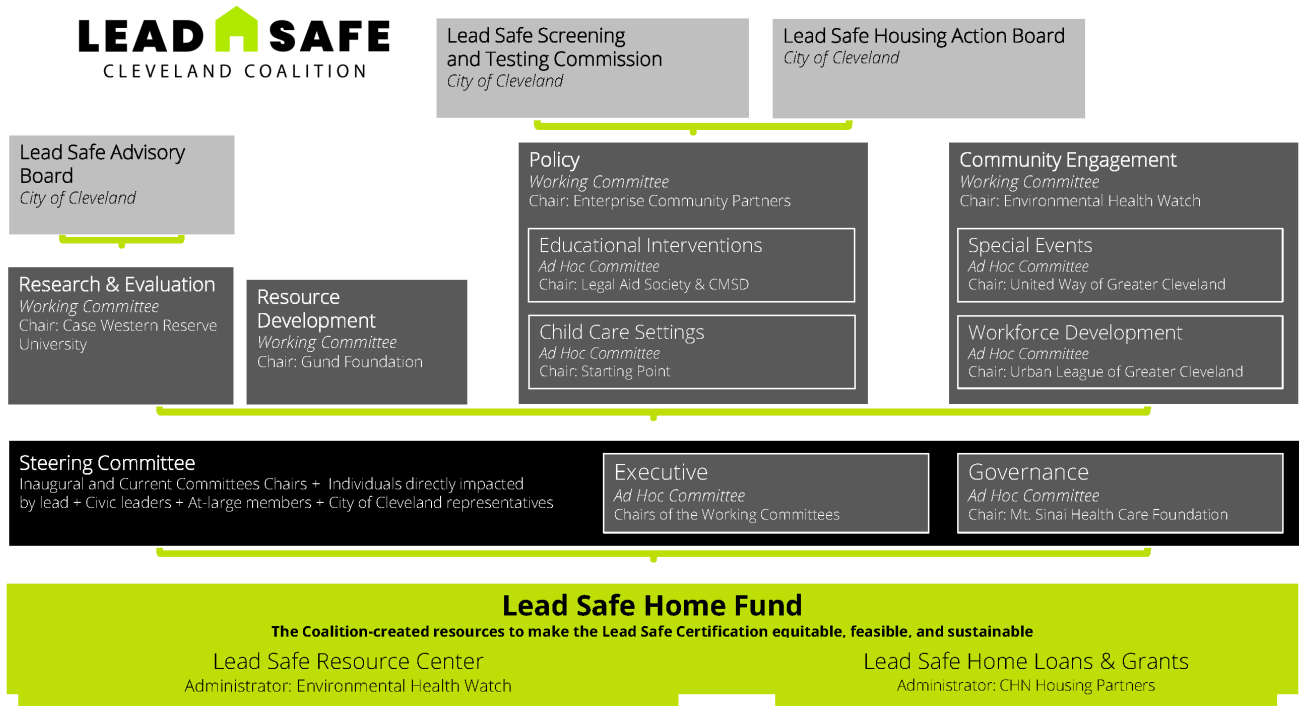 LEAD SAFE
CLEVELAND COALITION
Lead Safe Screening
and Testing Commission
City of Cleveland
Lead Safe Housing Action Board
City of Cleveland
Lead Safe Advisory
Board
City of Cleveland
Research & Evaluation
Working Committee
Chair: Case Western Reserve
University
Resource
Development
Working Committee
Chair: Gund Foundation
Policy
Working Committee
Chair: Enterprise Community Partners
Educational Interventions
Ad Hoc Committee
Chair: Legal Aid Society & CMSD
Child Care Settings
Ad Hoc Committee
Chair: Starting Point
Community Engagement
Working Committee
Chair: Environmental Health Watch
Special Events
Ad Hoc Committee
Chair: United Way of Greater Cleveland
Workforce Development
Ad Hoc Committee
Chair: Urban League of Greater Cleveland
Steering Committee
Inaugural and Current Committees Chairs + Individuals directly impacted
by lead + Civic leaders + At-large members + City of Cleveland representatives
Executive
Ad Hoc Committee
Chairs of the Working Committees
Governance
Ad Hoc Committee
Chair: Mt. Sinai Health Care Foundation
Lead Safe Home Fund
The Coalition-created resources to make the Lead Safe Certification equitable, feasible, and sustainable
Lead Safe Resource Center
Administrator: Environmental Health Watch
Lead Safe Home Loans & Grants
Administrator: CHN Housing Partners